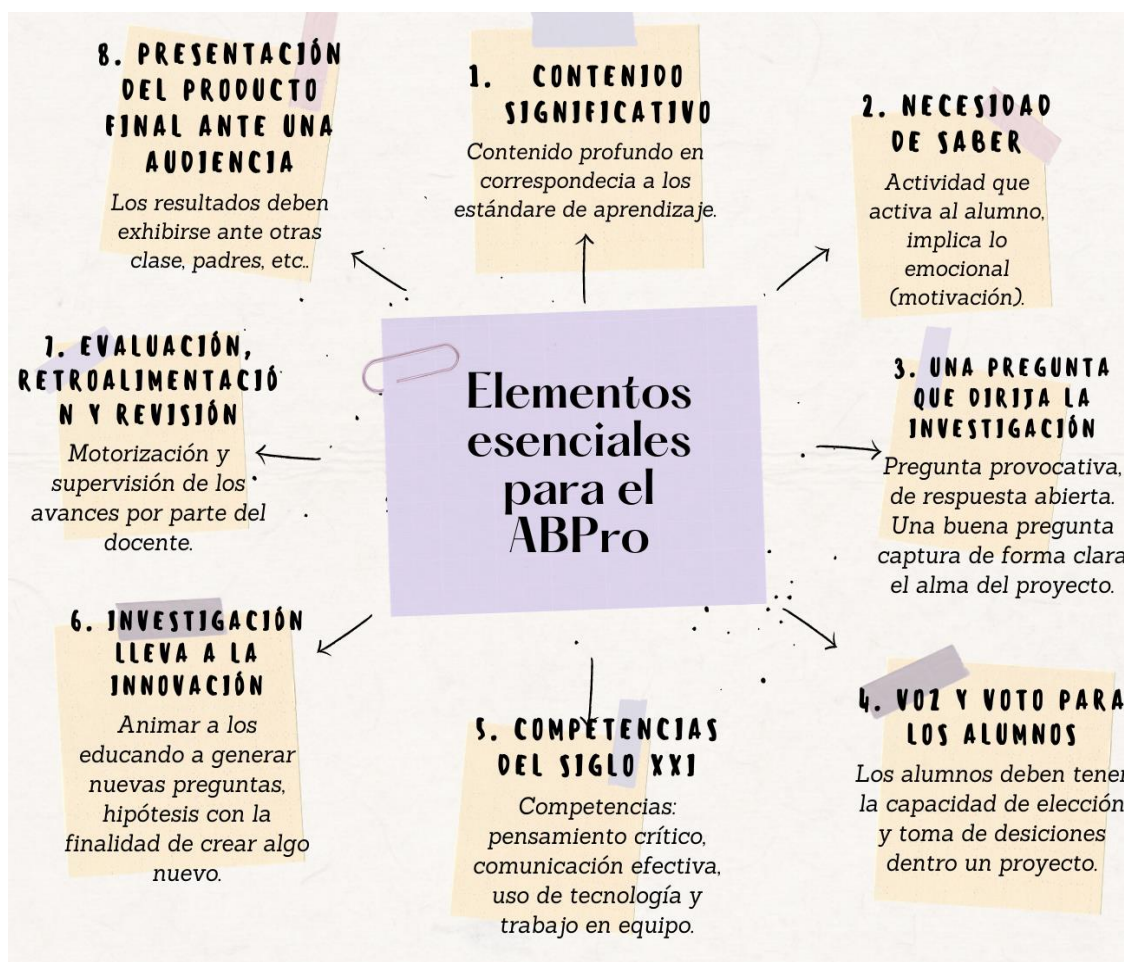 Elementos
esenciales
para el
ABPro
1. CONTENIDO
SIGNIFICATIVO
Contenido profundo en
correspondecia a los
estándare de aprendizaje.
2. NECESIDAD
DE SABER
Actividad que
activa al alumno,
implica lo
emocional
(motivación).
3. UNA PREGUNTA
QUE DIRIJA LA
INVESTIGACIÓN
Pregunta provocativa,
de respuesta abierta.
Una buena pregunta
captura de forma clara
el alma del proyecto.
4. VOZ Y VOTO PARA
LOS ALUMNOS
Los alumnos deben tener
la capacidad de elección
y toma de desiciones
dentro un proyecto.
5. COMPETENCIAS
DEL SIGLO XXI
Competencias:
pensamiento crítico,
comunicación efectiva,
uso de tecnología y
trabajo en equipo.
6. INVESTIGACIÓN
LLEVA A LA
INNOVACIÓN
Animar a los
educando a generar
nuevas preguntas,
hipótesis con la
finalidad de crear algo
nuevo.
7. EVALUACIÓN,
RETROALIMENTACIÓ
N Y REVISIÓN
Motorización y
supervisión de los
avances por parte del
docente.
8. PRESENTACIÓN
DEL PRODUCTO
FINAL ANTE UNA
AUDIENCIA
Los resultados deben
exhibirse ante otras
clase, padres, etc..